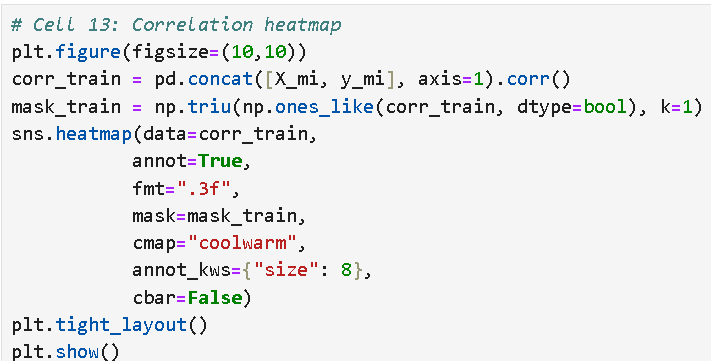 # Cell 13: Correlation heatmap
plt.figure(figsize=(10,10))
corr_train = pd.concat([X_mi, y_mi], axis=1).corr()
mask_train = np.triu(np.ones_like(corr_train, dtype=bool), k=1)
sns.heatmap(data=corr_train,
            annot=True,
            fmt=".3f",
            mask=mask_train,
            cmap="coolwarm",
            annot_kws={"size": 8},
            cbar=False)
plt.tight_layout()
plt.show()